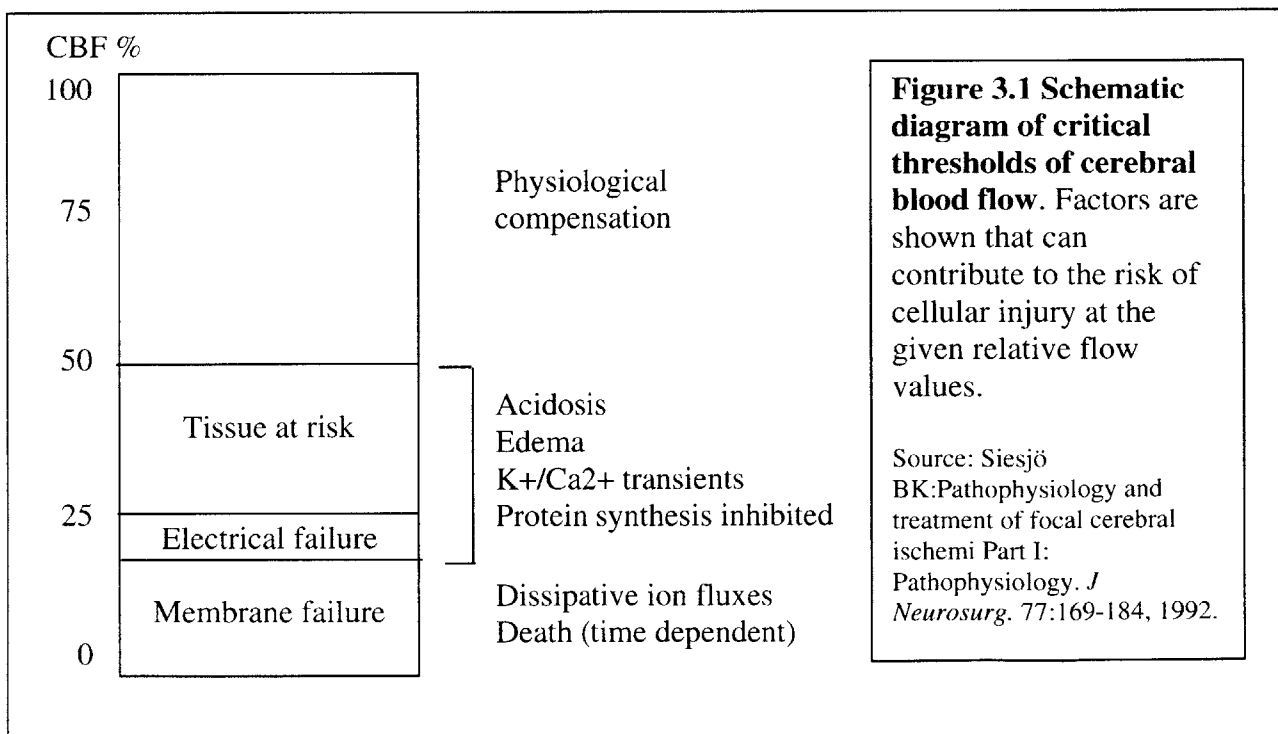 CBF %
100
75
50
25
0
Tissue at risk
Electrical failure
Membrane failure
Physiological
compensation
Acidosis
Edema
K+/Ca2+ transients
Protein synthesis inhibited
Dissipative ion fluxes
Death (time dependent)
Figure 3.1 Schematic
diagram of critical
thresholds of cerebral
blood flow. Factors are
shown that can
contribute to the risk of
cellular injury at the
given relative flow
values.
Source: Siesjö
BK:Pathophysiology and
treatment of focal cerebral
ischemi Part I:
Pathophysiology. J
Neurosurg. 77:169-184, 1992.